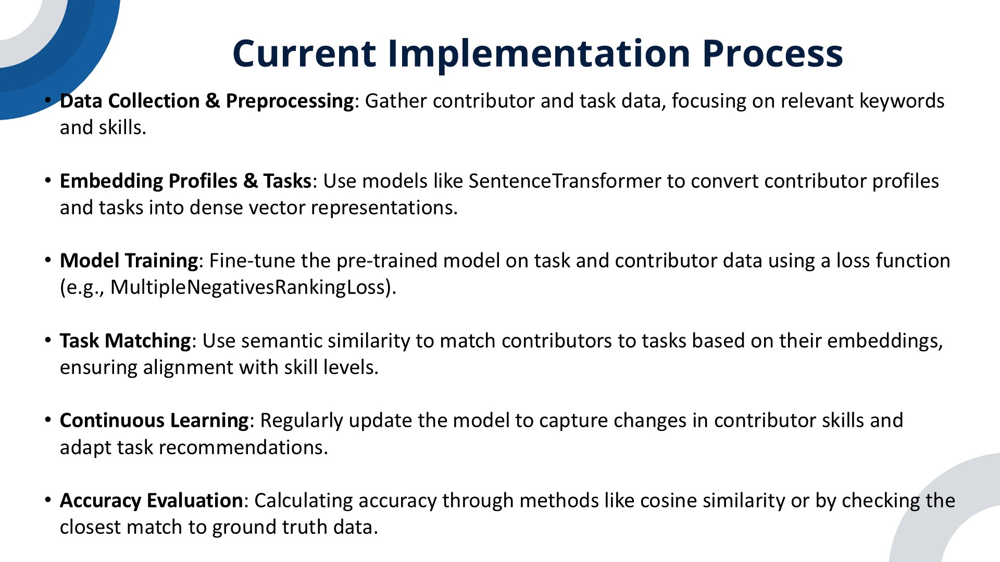 Current Implementation Process
• Data Collection & Preprocessing: Gather contributor and task data, focusing on relevant keywords
and skills.
• Embedding Profiles & Tasks: Use models like SentenceTransformer to convert contributor profiles
and tasks into dense vector representations.
• Model Training: Fine-tune the pre-trained model on task and contributor data using a loss function
(e.g., MultipleNegativesRankingLoss).
• Task Matching: Use semantic similarity to match contributors to tasks based on their embeddings,
ensuring alignment with skill levels.
• Continuous Learning: Regularly update the model to capture changes in contributor skills and
adapt task recommendations.
• Accuracy Evaluation: Calculating accuracy through methods like cosine similarity or by checking the
closest match to ground truth data.